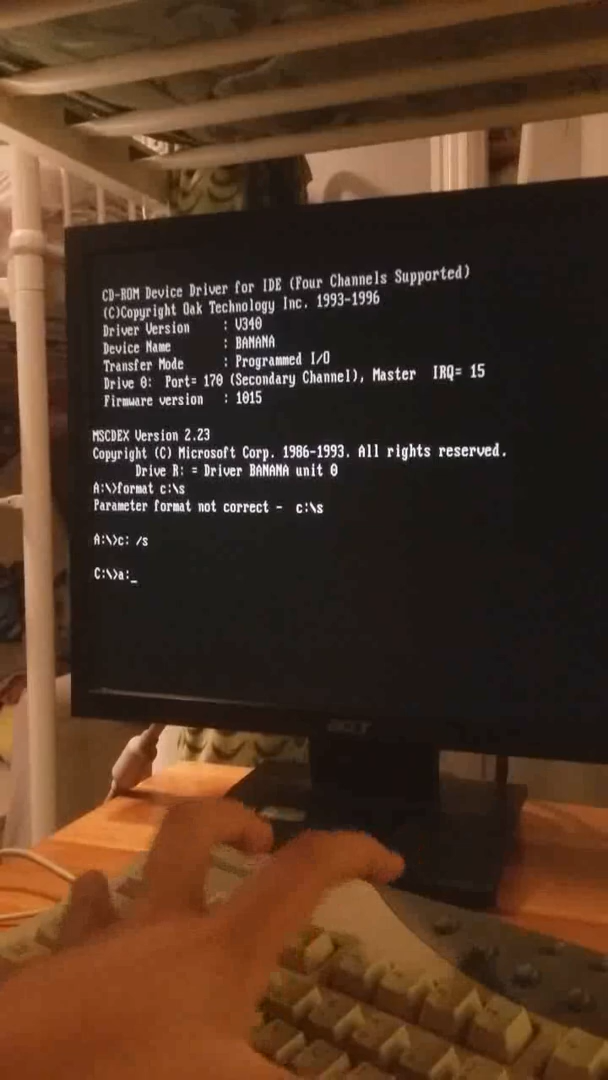 CD-ROM Device Driver for IDE (Four Channels Supported)
(C)Copyright Oak Technology Inc. 1993-1996
Driver Version : V340
Device Name : BANANA
Transfer Mode : Programmed I/O
Drive 0: Port= 170 (Secondary Channel), Master IRQ= 15
Firmware version : 1015
MSCDEX Version 2.23
Copyright (C) Microsoft Corp. 1986-1993. All rights reserved.
Drive R: = Driver BANANA unit 0
A:\>format c:\s
Parameter format not correct - c:\s
A:\>c: /s
C:\>a:_
acer